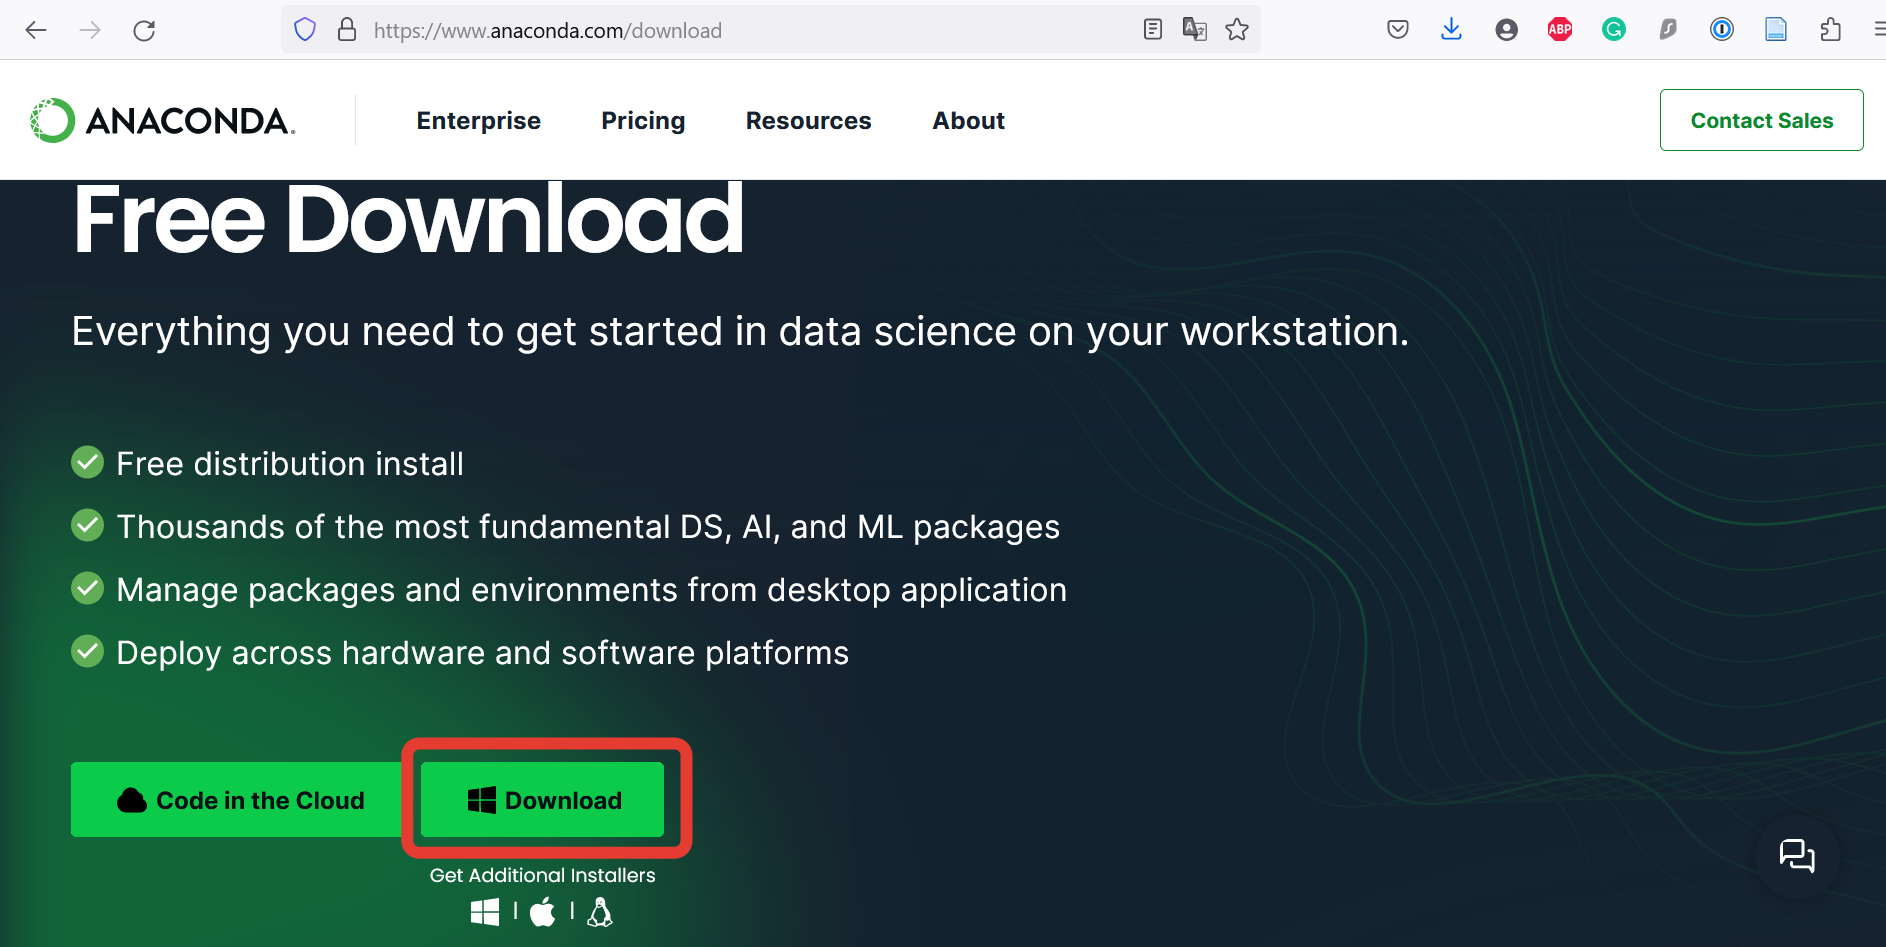 https://www.anaconda.com/download
ABP
ANACONDA.
Enterprise
Pricing
Resources
About
Contact Sales
Free Download
Everything you need to get started in data science on your workstation.
Free distribution install
Thousands of the most fundamental DS, AI, and ML packages
Manage packages and environments from desktop application
Deploy across hardware and software platforms
Code in the Cloud
Download
Get Additional Installers